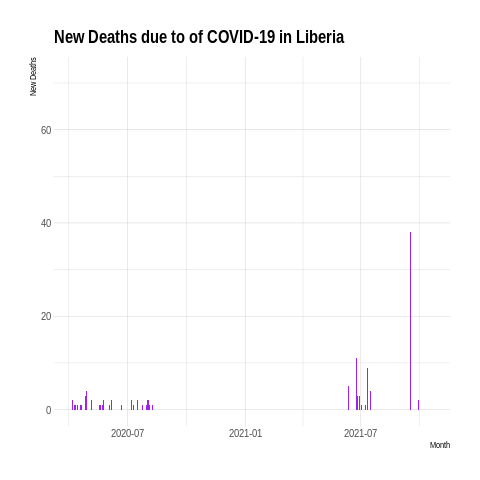 New Deaths due to of COVID-19 in Liberia
New Deaths
60
40
20
0
2020-07
2021-01
2021-07
Month